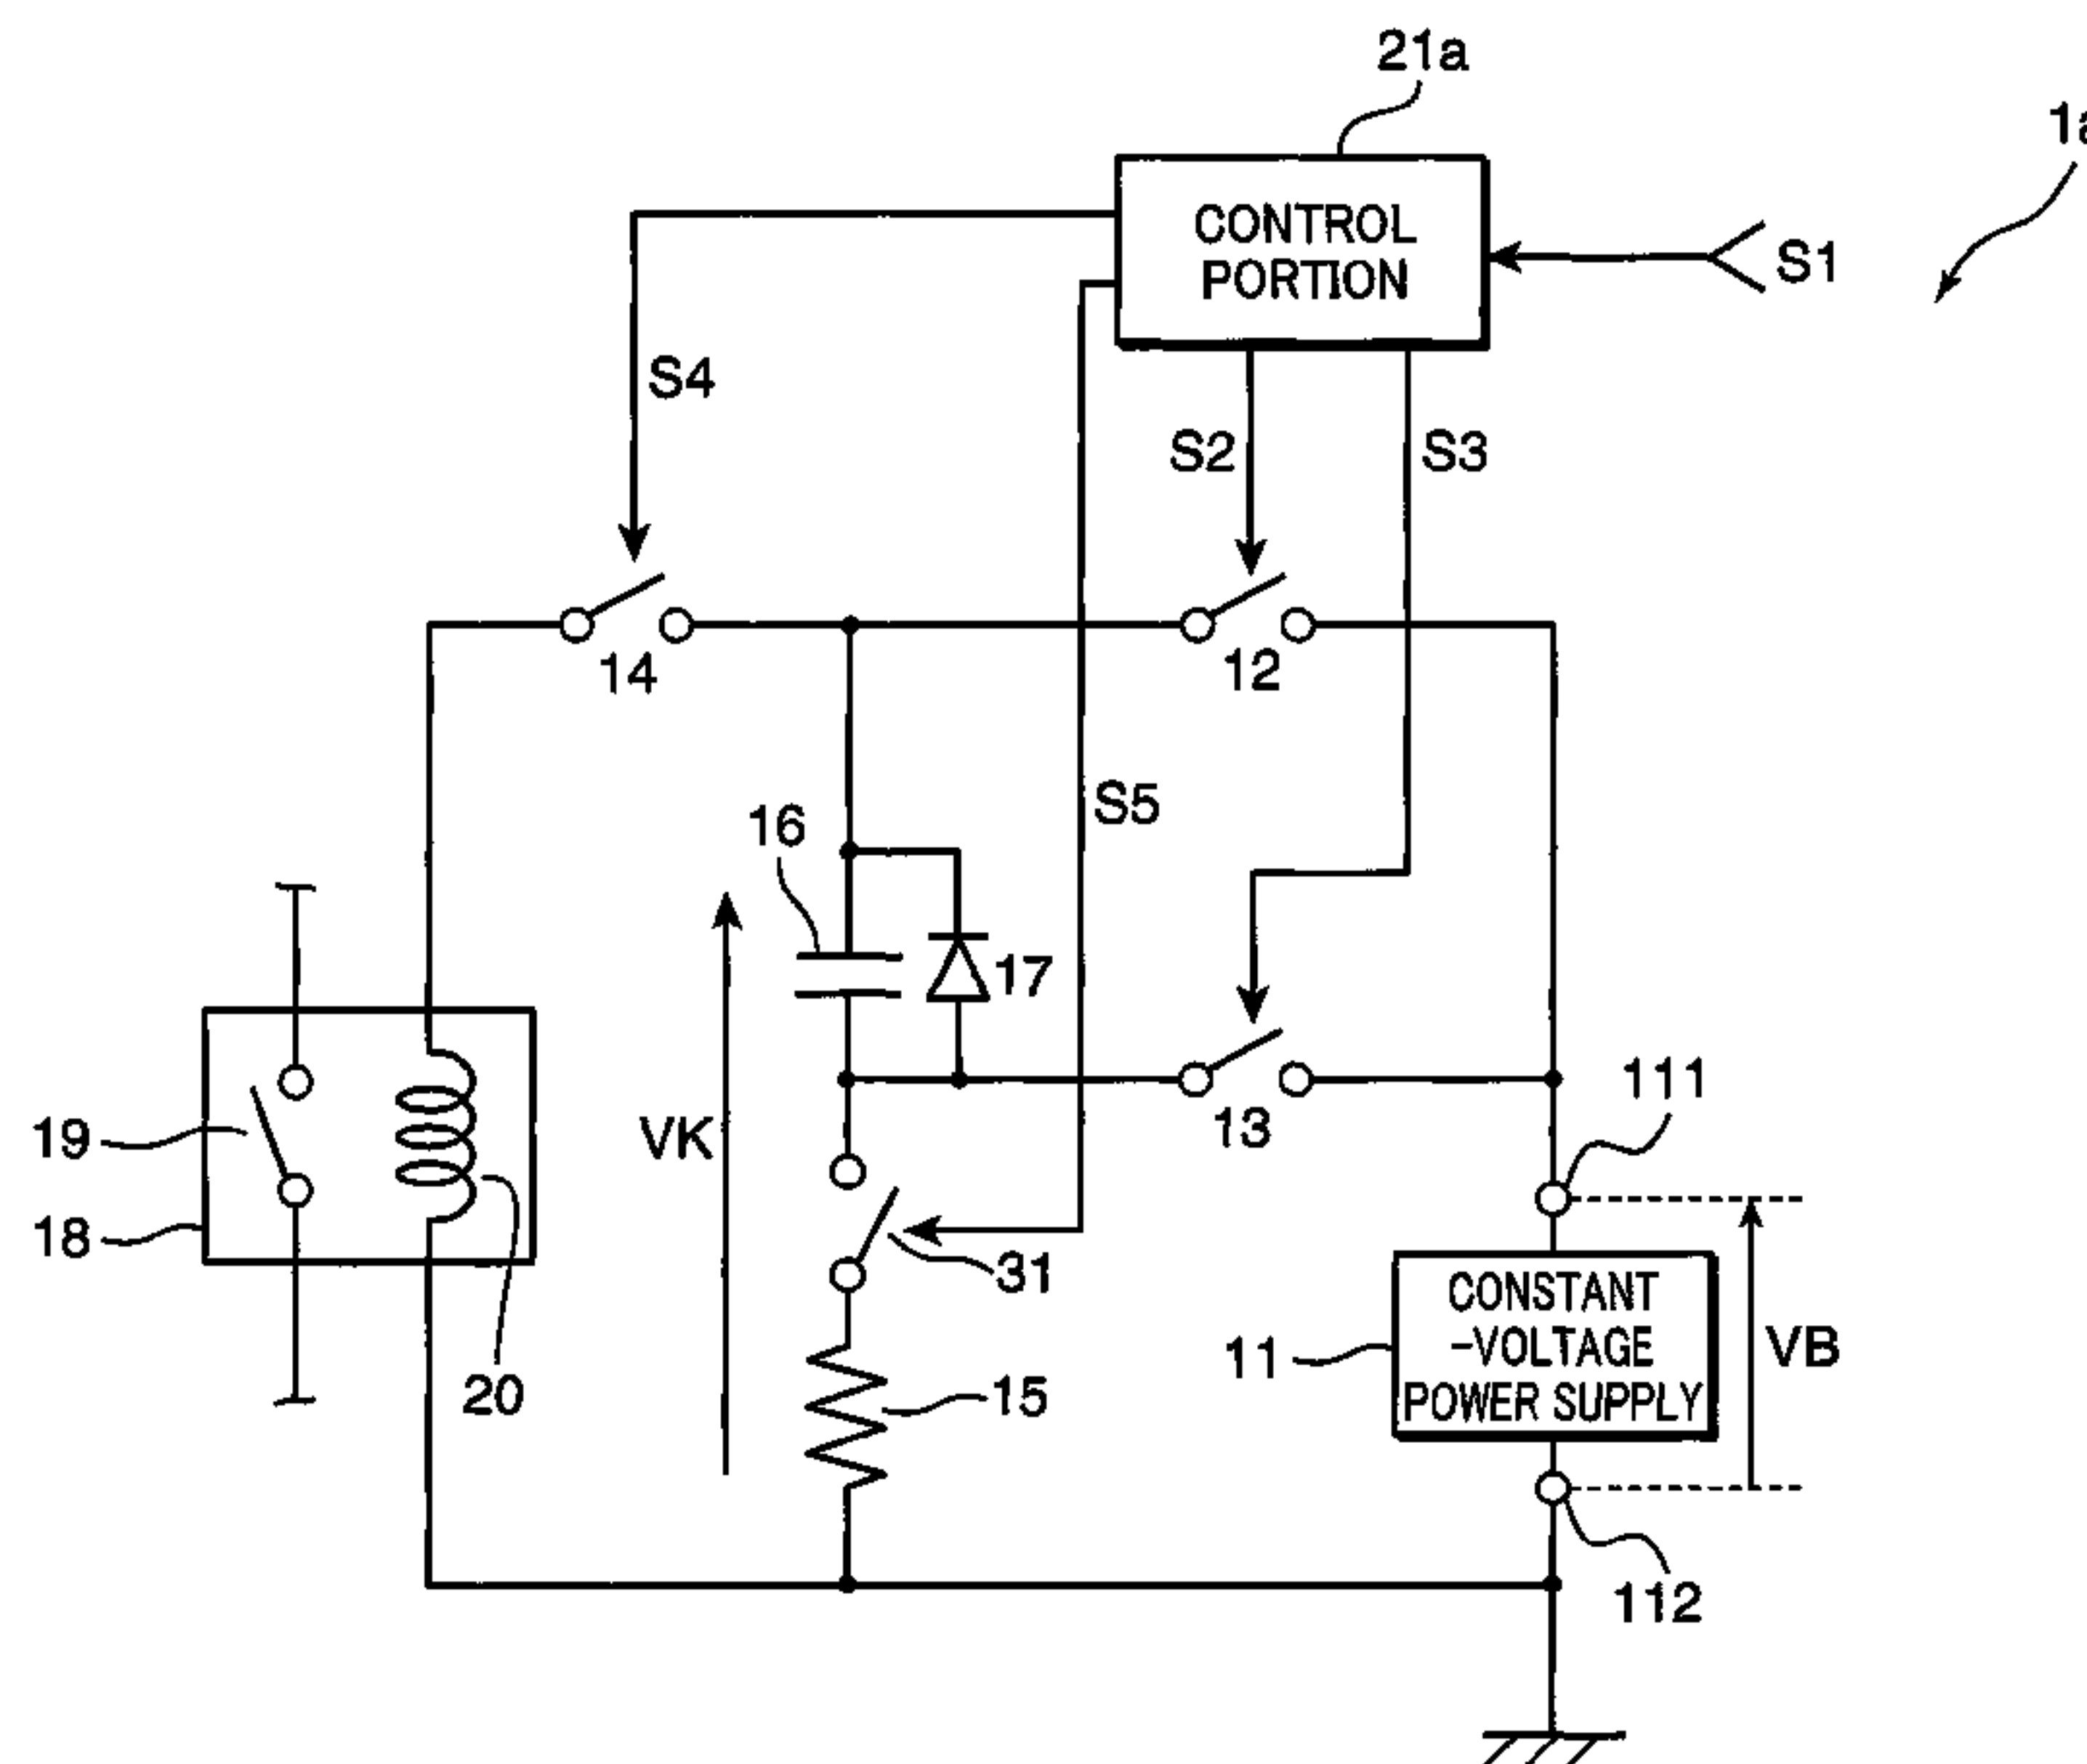 21a
CONTROL
PORTION
S1
S4
S2
S3
14
12
16
S5
17
13
111
19
VK
18
31
CONSTANT
-VOLTAGE
POWER SUPPLY
11
VB
20
15
112